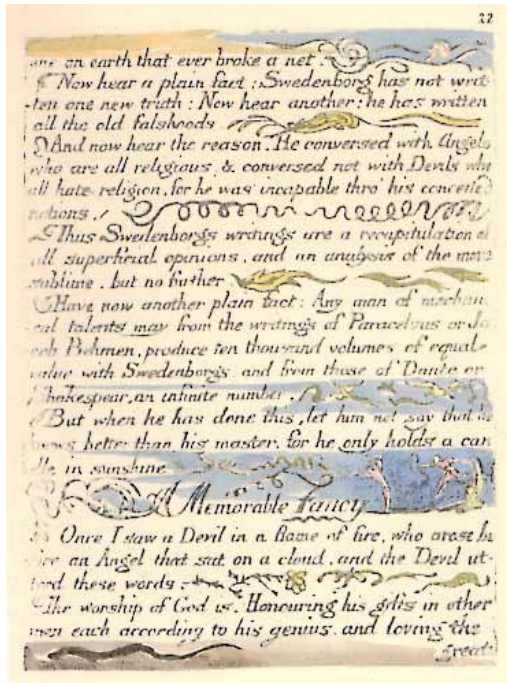 22
one on earth that ever broke a net.
Now hear a plain fact: Swedenborg has not writ-
-ten one new truth: Now hear another: he has written
all the old falshoods
And now hear the reason. He conversed with Angels
who are all religious, & conversed not with Devils who
all hate religion, for he was incapable thro' his conceited
notions.
Thus Swedenborgs writings are a recapitulation of
all superficial opinions, and an analysis of the more
sublime. but no further.
Have now another plain fact: Any man of mechani-
-cal talents may from the writings of Paracelsus or Ja-
-cob Behmen, produce ten thousand volumes of equal
value with Swedenborgs. and from those of Dante or
Shakespear, an infinite number.
But when he has done this, let him not say that he
knows better than his master, for he only holds a can-
-dle in sunshine
A Memorable Fancy
Once I saw a Devil in a flame of fire, who arose be-
-fore an Angel that sat on a cloud. and the Devil ut-
-terd these words
The worship of God is. Honouring his gifts in other
men each according to his genius. and loving the
great